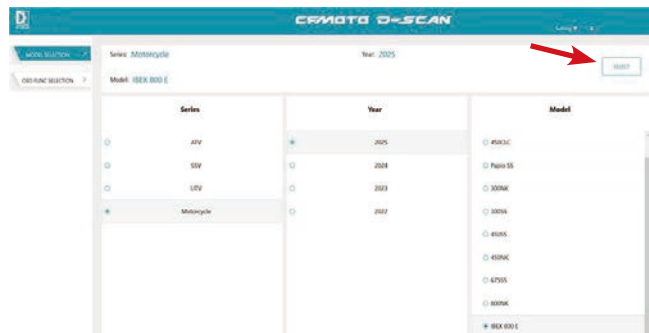 CFMOTO D-SCAN
MODEL SELECTION
OBD FUNC SELECTION
Series: Motorcycle
Year: 2025
SELECT
Model: IBEX 800 E
Series
Year
Model
ATV
2025
450CLC
SSV
2024
Papio SS
UTV
2023
300NK
Motorcycle
2022
300SS
450SS
450NK
675SS
800NK
IBEX 800 E